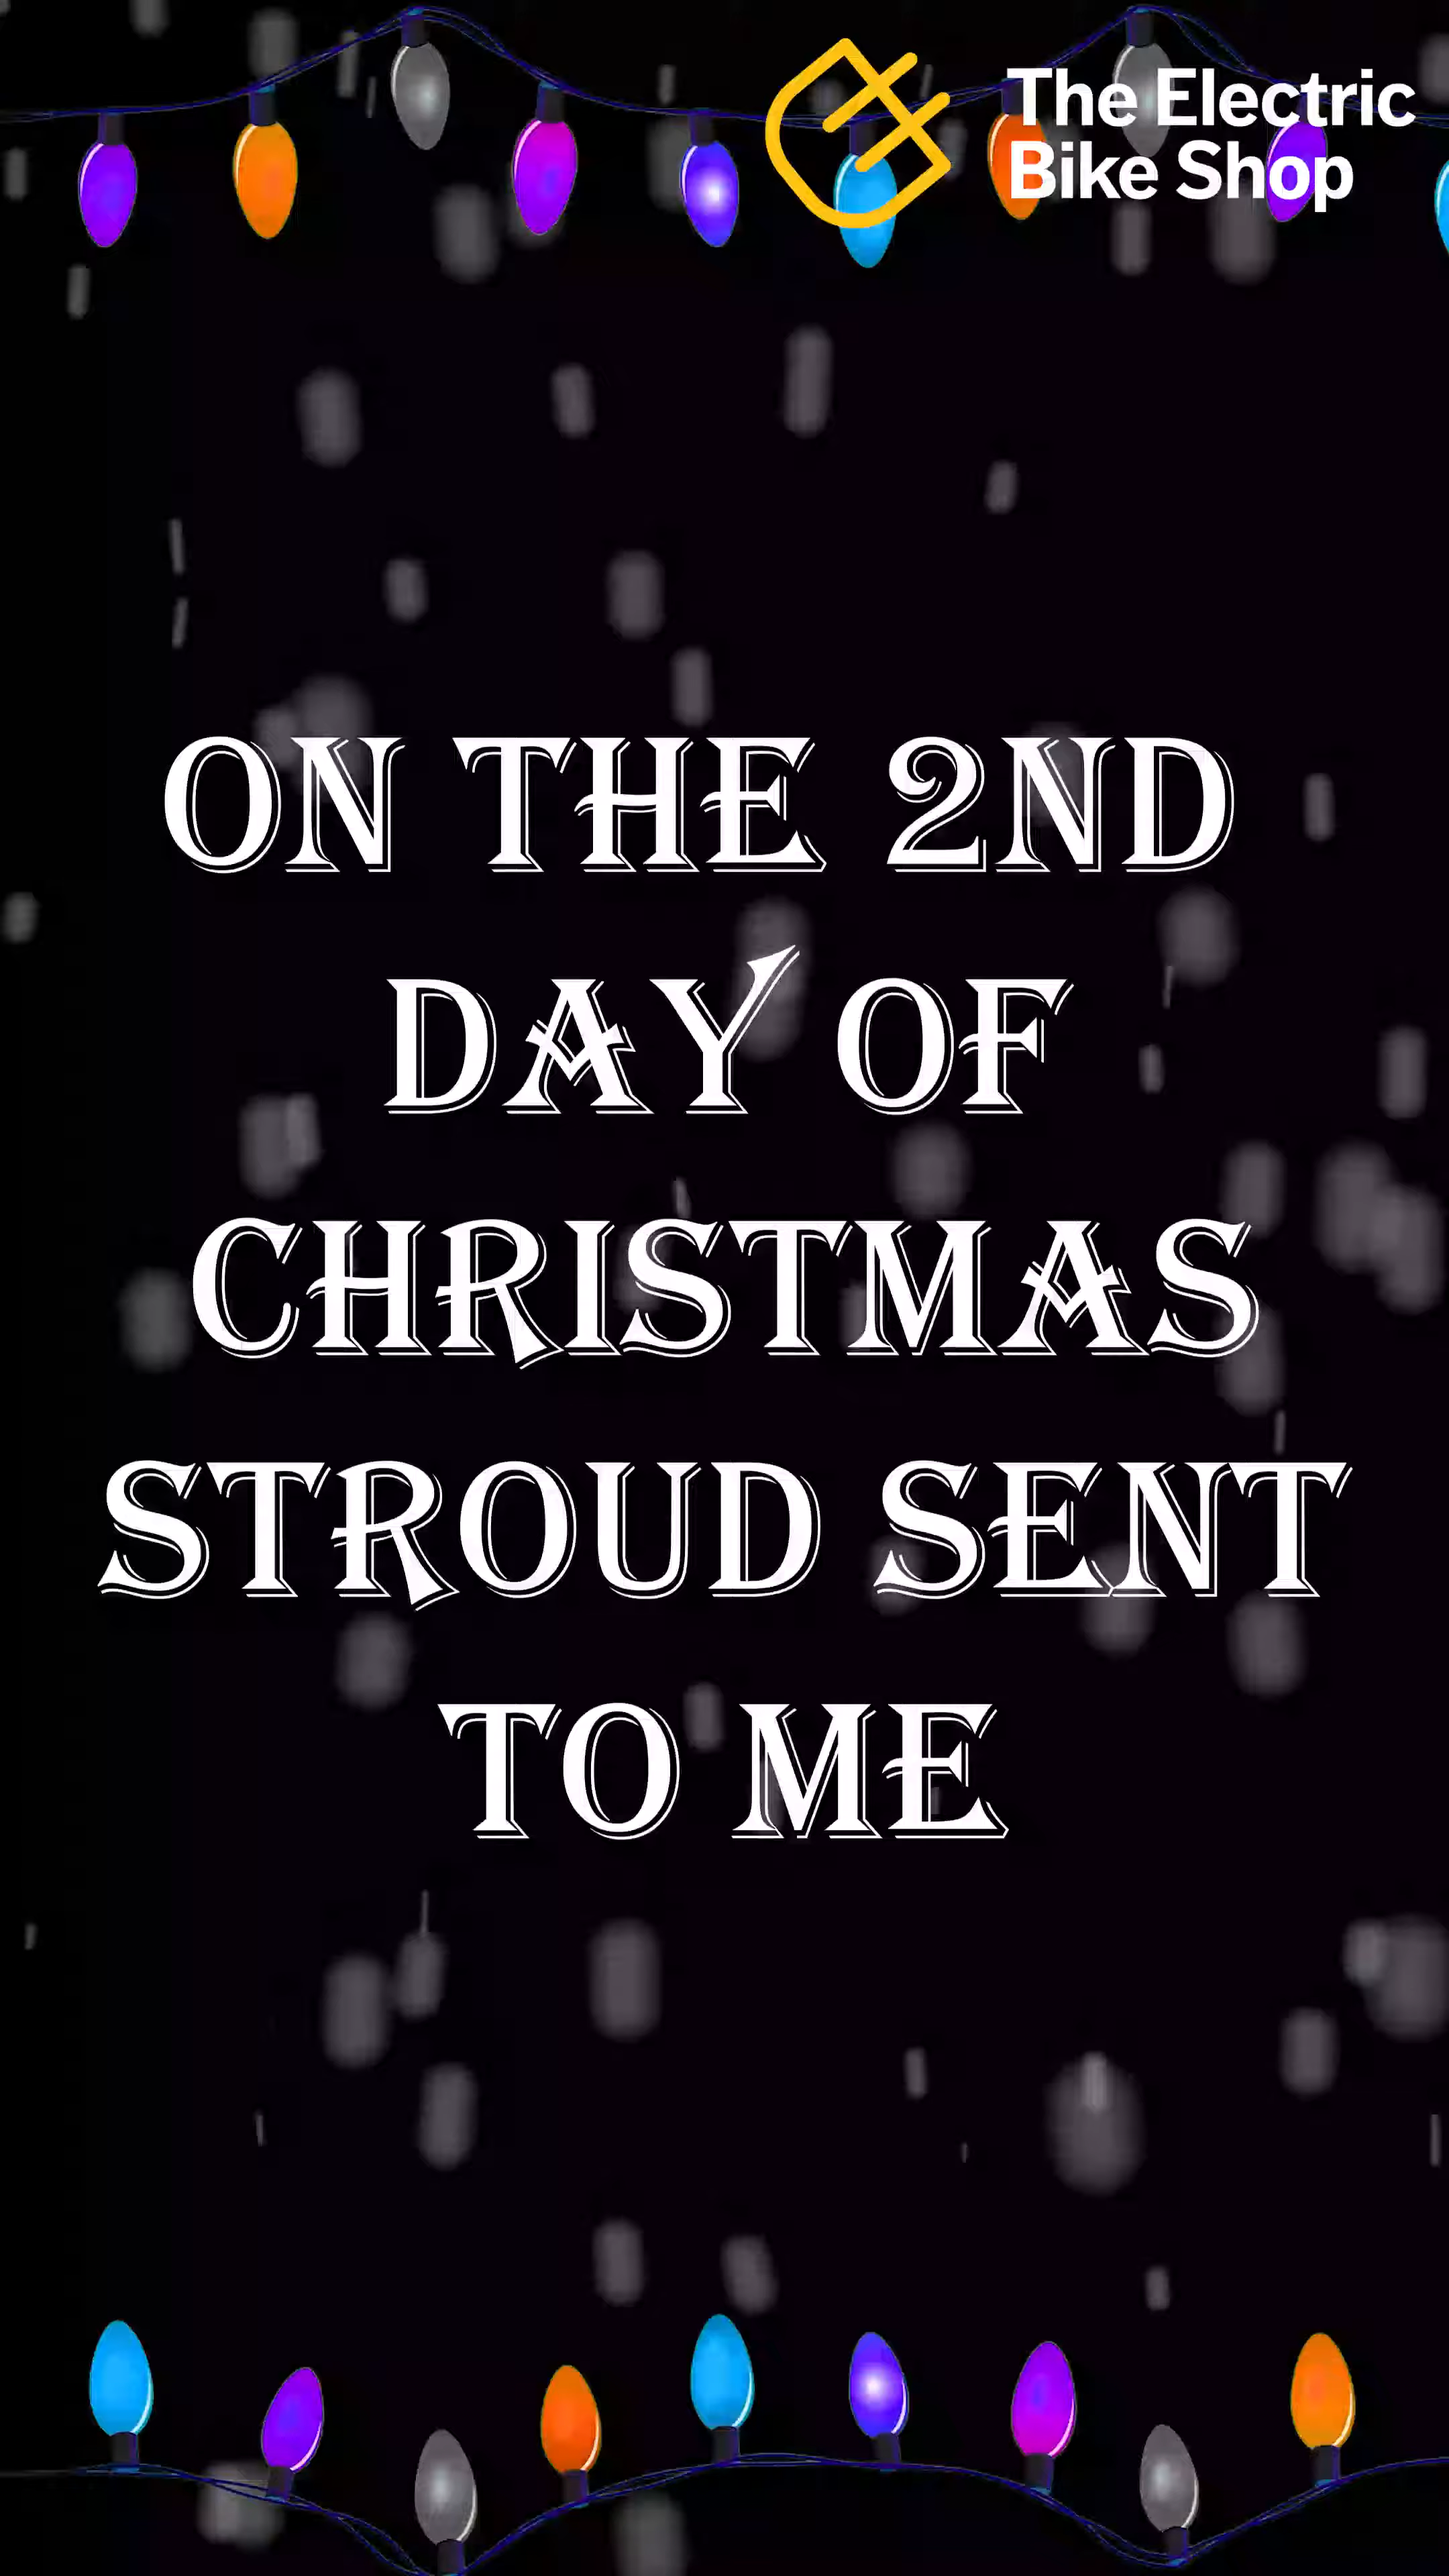 The Electric
Bike Shop
ON THE 2ND
DAY OF
CHRISTMAS
STROUD SENT
TO ME